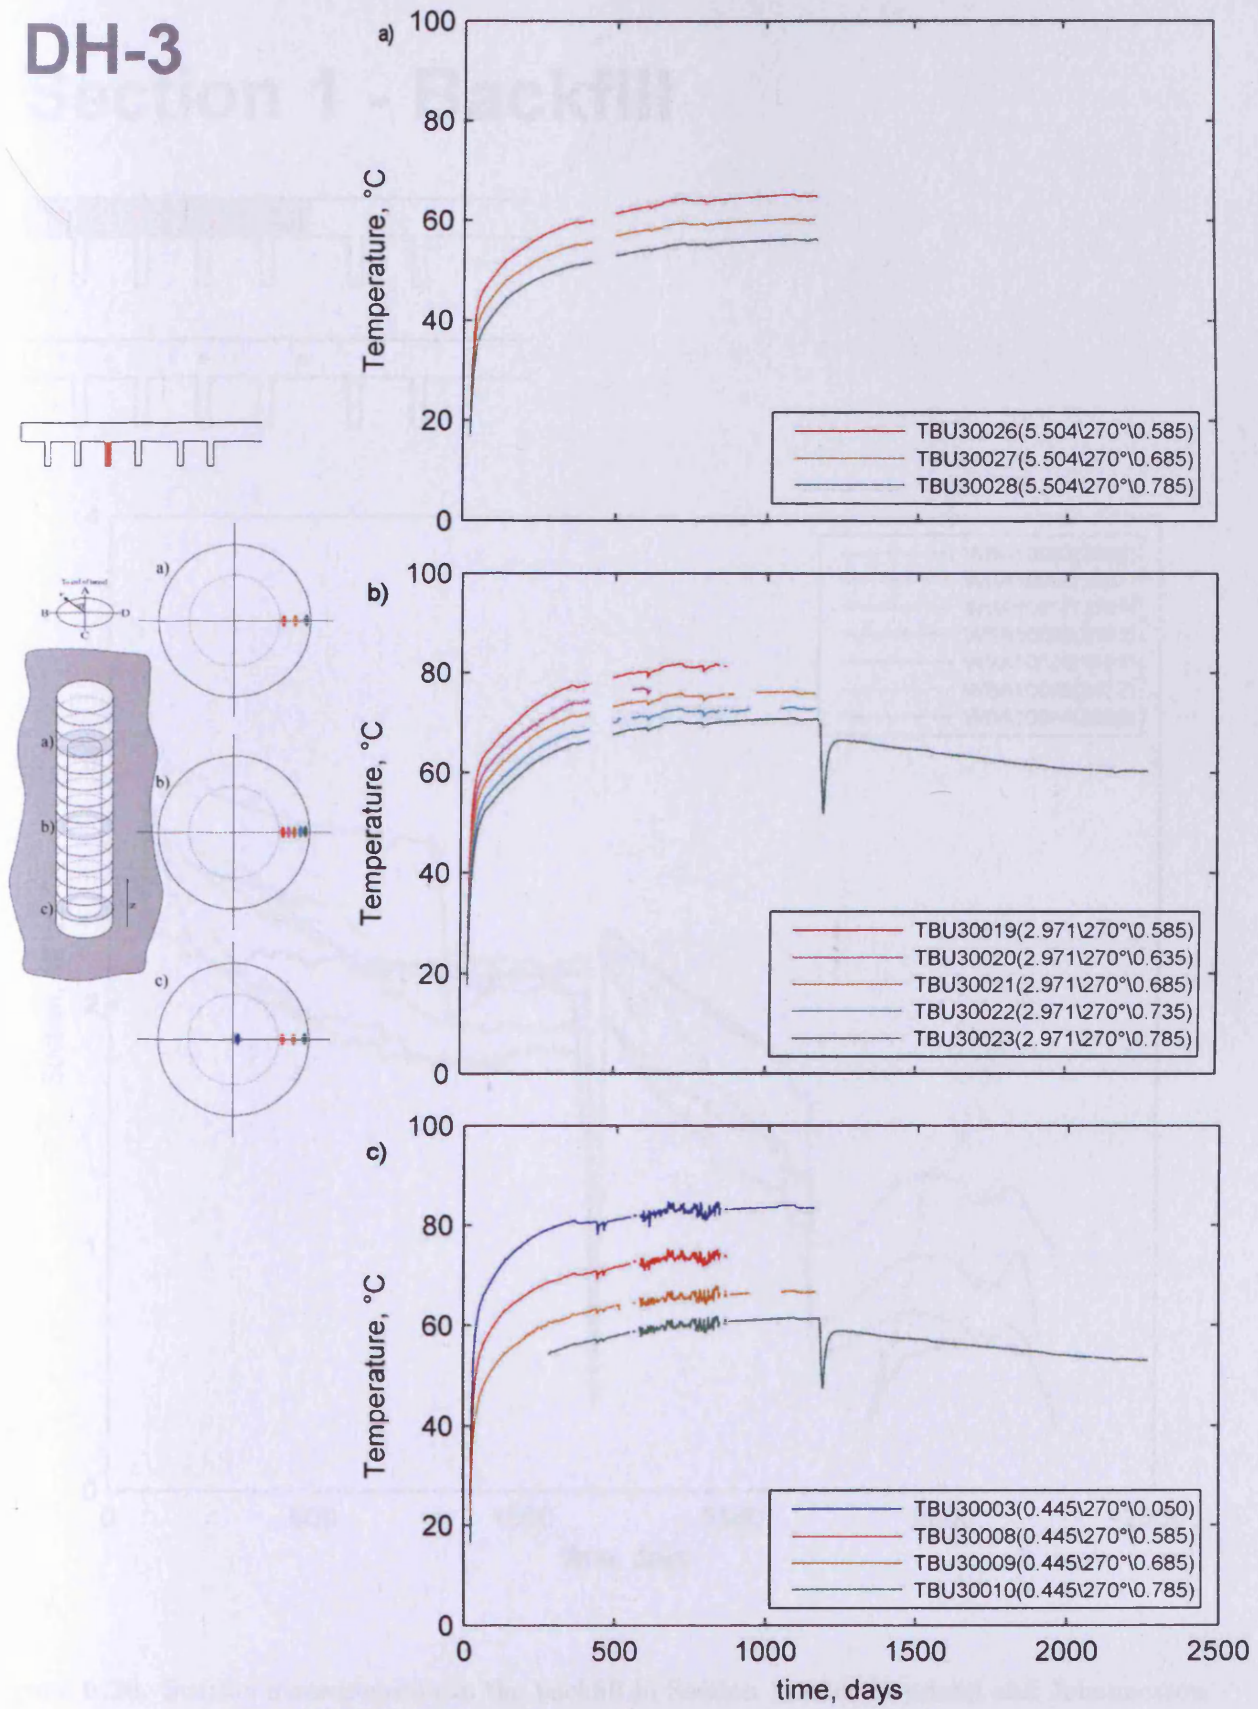 DH-3
Section 1 - Backfill
a)
100
80
60
40
20
0
Temperature, °C
TBU30026(5.504\270°\0.585)
TBU30027(5.504\270°\0.685)
TBU30028(5.504\270°\0.785)
A
B
D
C
a)
b)
c)
a)
b)
c)
b)
100
80
60
40
20
0
Temperature, °C
TBU30019(2.971\270°\0.585)
TBU30020(2.971\270°\0.635)
TBU30021(2.971\270°\0.685)
TBU30022(2.971\270°\0.735)
TBU30023(2.971\270°\0.785)
c)
100
80
60
40
20
0
Temperature, °C
TBU30003(0.445\270°\0.050)
TBU30008(0.445\270°\0.585)
TBU30009(0.445\270°\0.685)
TBU30010(0.445\270°\0.785)
0
500
1000
1500
2000
2500
time, days